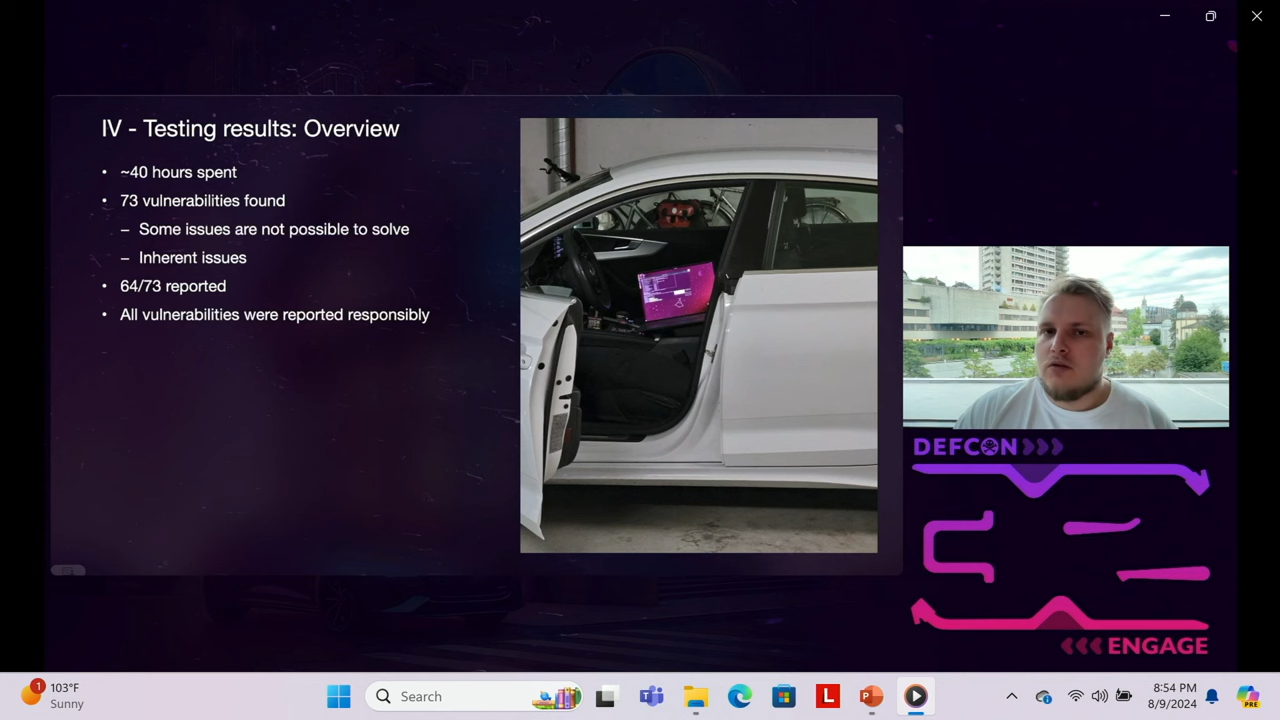 IV - Testing results: Overview
• ~40 hours spent
• 73 vulnerabilities found
– Some issues are not possible to solve
– Inherent issues
• 64/73 reported
• All vulnerabilities were reported responsibly
DEFCON
ENGAGE
1
103°F
Sunny
Search
L
P
8:54 PM
8/9/2024
PRE